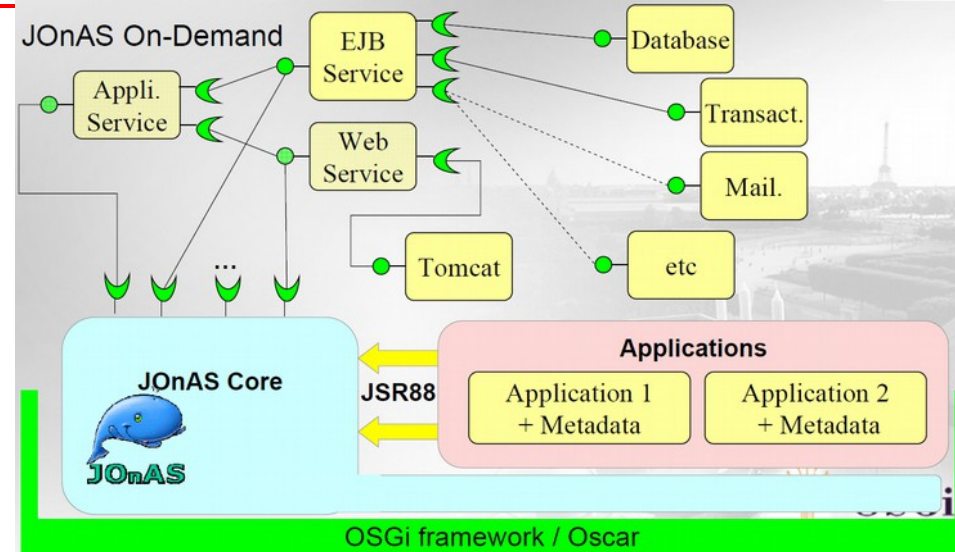 JOnAS On-Demand
EJB
Service
Database
Appli.
Service
Transact.
Web
Service
Mail.
Tomcat
etc
...
JOnAS Core
JSR88
Applications
Application 1
+ Metadata
Application 2
+ Metadata
JOnAS
OSGi framework / Oscar